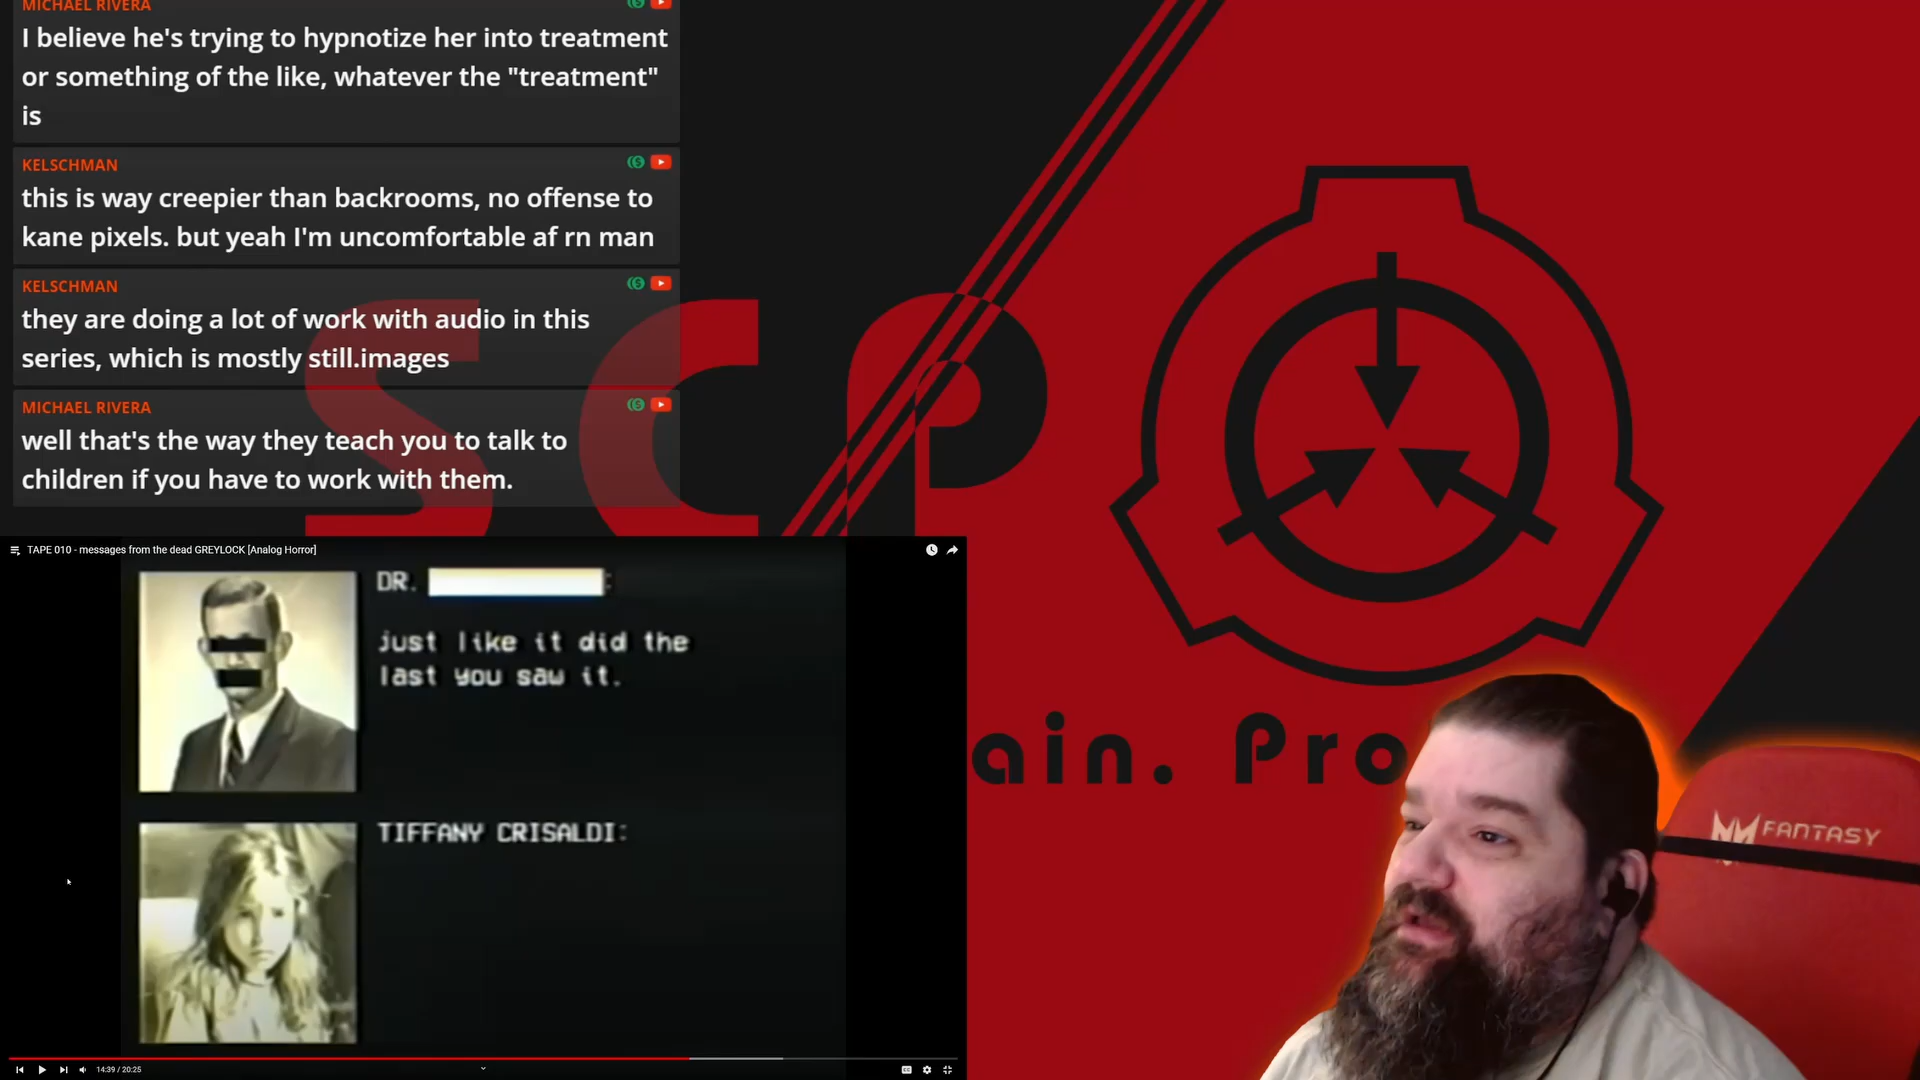 MICHAEL RIVERA
I believe he's trying to hypnotize her into treatment
or something of the like, whatever the "treatment"
is
KELSCHMAN
this is way creepier than backrooms, no offense to
kane pixels. but yeah I'm uncomfortable af rn man
KELSCHMAN
they are doing a lot of work with audio in this
series, which is mostly still.images
MICHAEL RIVERA
well that's the way they teach you to talk to
children if you have to work with them.
SCP
TAPE 010 - messages from the dead GREYLOCK [Analog Horror]
DR. :
just like it did the
last you saw it.
TIFFANY CRISALDI:
14:39 / 20:25
ain. Pro
FANTASY